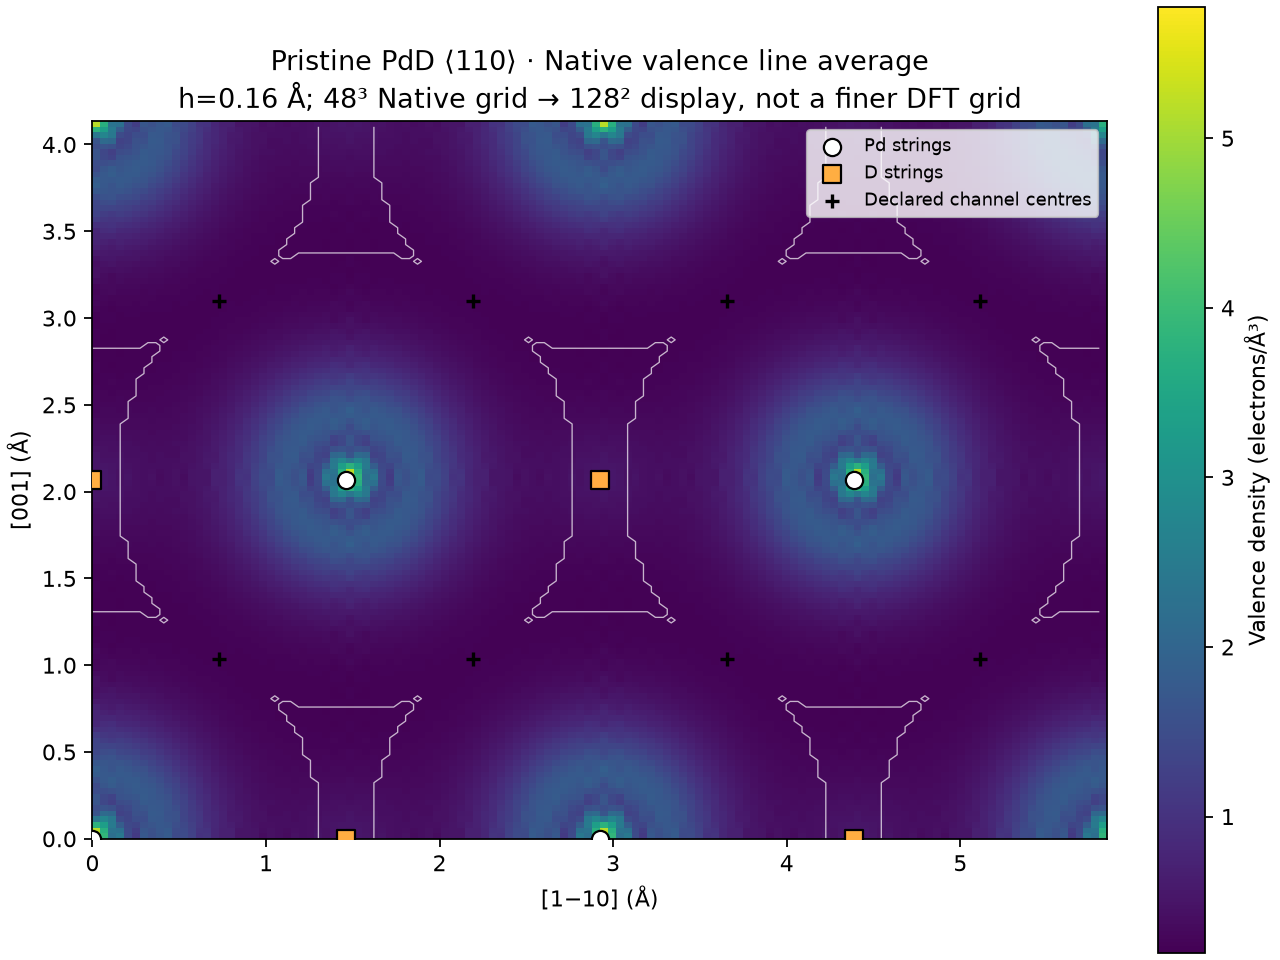 Pristine PdD ⟨110⟩ · Native valence line average
h=0.16 Å; 48³ Native grid → 128² display, not a finer DFT grid
Pd strings
D strings
Declared channel centres
4.0
3.5
3.0
2.5
2.0
1.5
1.0
0.5
0.0
[001] (Å)
0
1
2
3
4
5
[1−10] (Å)
5
4
3
2
1
Valence density (electrons/Å³)